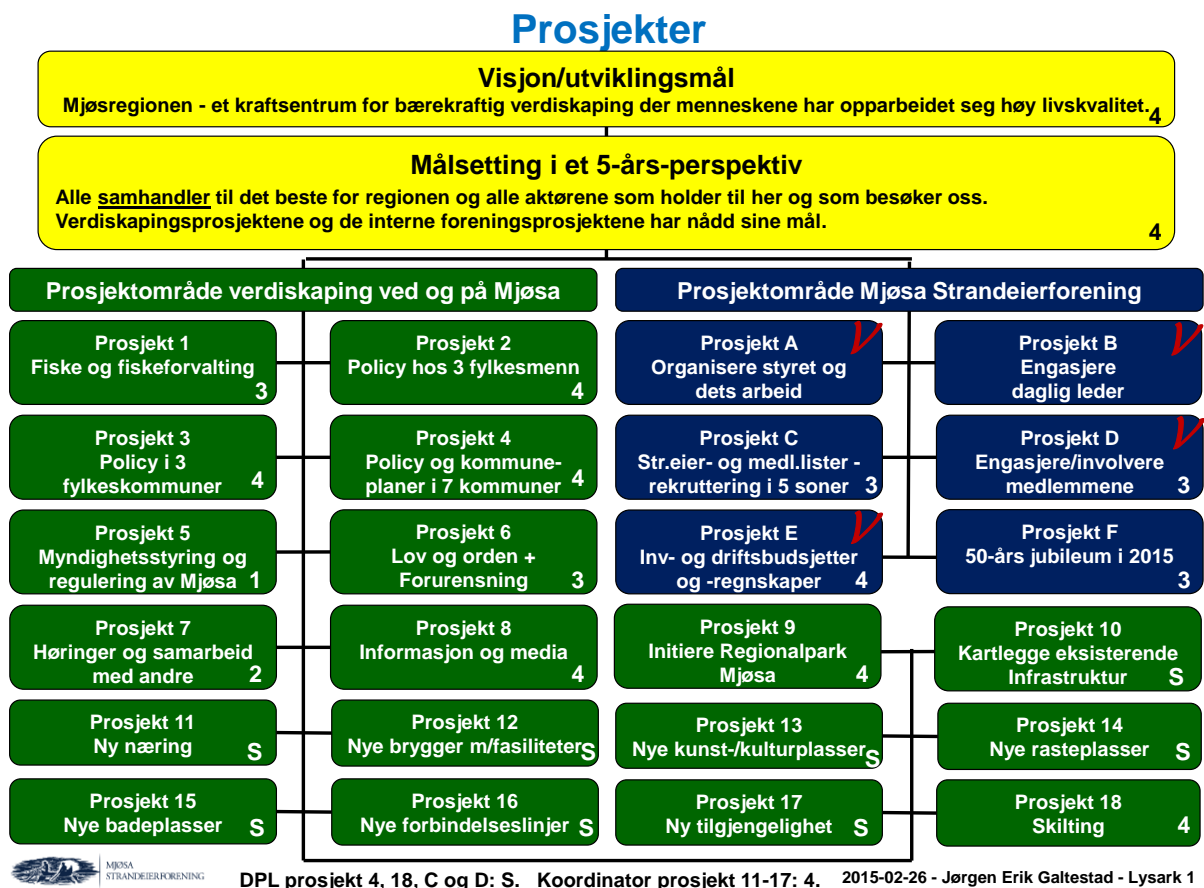 Prosjekter
Visjon/utviklingsmål
Mjøsregionen - et kraftsentrum for bærekraftig verdiskaping der menneskene har opparbeidet seg høy livskvalitet.
4
Målsetting i et 5-års-perspektiv
Alle samhandler til det beste for regionen og alle aktørene som holder til her og som besøker oss.
Verdiskapingsprosjektene og de interne foreningsprosjektene har nådd sine mål.
4
Prosjektområde verdiskaping ved og på Mjøsa
Prosjektområde Mjøsa Strandeierforening
Prosjekt 1
Fiske og fiskeforvalting
3
Prosjekt 2
Policy hos 3 fylkesmenn
4
Prosjekt A
Organisere styret og
dets arbeid
V
Prosjekt B
Engasjere
daglig leder
V
Prosjekt 3
Policy i 3
fylkeskommuner
4
Prosjekt 4
Policy og kommune-
planer i 7 kommuner
4
Prosjekt C
Str.eier- og medl.lister -
rekruttering i 5 soner
3
Prosjekt D
Engasjere/involvere
medlemmene
3
V
Prosjekt 5
Myndighetsstyring og
regulering av Mjøsa
1
Prosjekt 6
Lov og orden +
Forurensning
3
Prosjekt E
Inv- og driftsbudsjetter
og -regnskaper
4
V
Prosjekt F
50-års jubileum i 2015
3
Prosjekt 7
Høringer og samarbeid
med andre
2
Prosjekt 8
Informasjon og media
4
Prosjekt 9
Initiere Regionalpark
Mjøsa
4
Prosjekt 10
Kartlegge eksisterende
Infrastruktur
S
Prosjekt 11
Ny næring
S
Prosjekt 12
Nye brygger m/fasiliteter
S
Prosjekt 13
Nye kunst-/kulturplasser
S
Prosjekt 14
Nye rasteplasser
S
Prosjekt 15
Nye badeplasser
S
Prosjekt 16
Nye forbindelseslinjer
S
Prosjekt 17
Ny tilgjengelighet
S
Prosjekt 18
Skilting
4
MJØSA
STRANDEIERFORENING
DPL prosjekt 4, 18, C og D: S. Koordinator prosjekt 11-17: 4.
2015-02-26 - Jørgen Erik Galtestad - Lysark 1